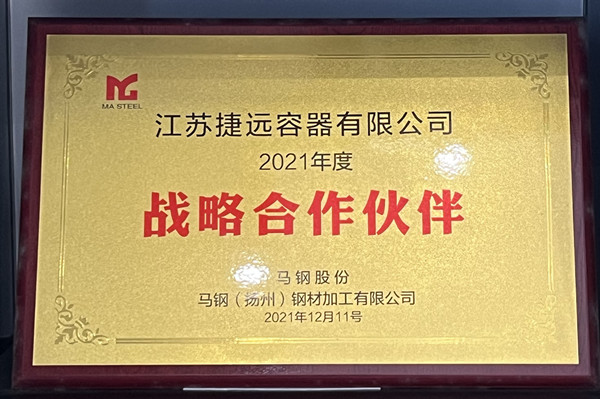 MA STEEL
江苏捷远容器有限公司
2021年度
战略合作伙伴
马钢股份
马钢（扬州）钢材加工有限公司
2021年12月11号